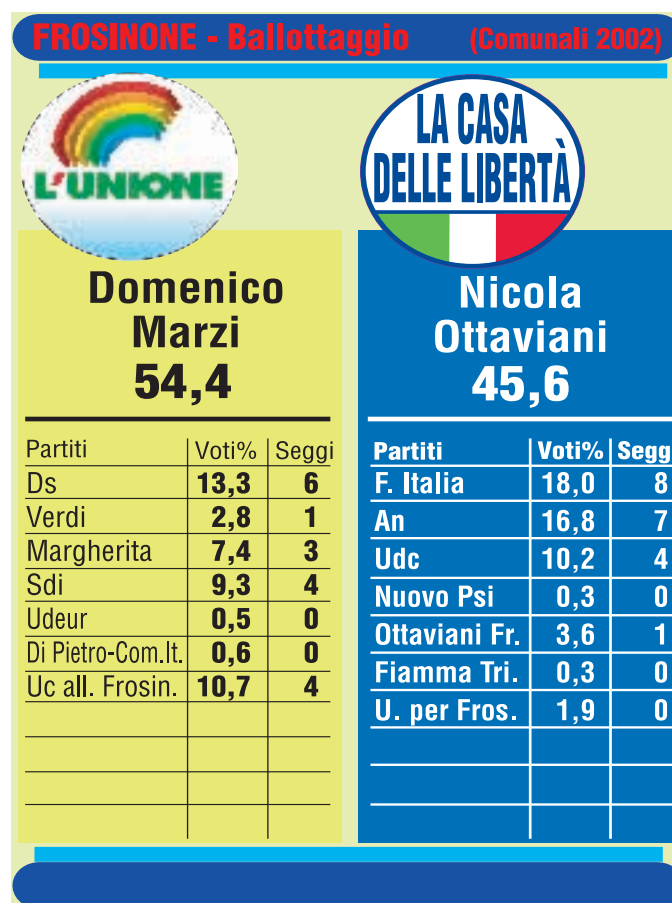 FROSINONE - Ballottaggio (Comunali 2002)
L'UNIONE
Domenico
Marzi
54,4
Partiti Voti% Seggi
Ds 13,3 6
Verdi 2,8 1
Margherita 7,4 3
Sdi 9,3 4
Udeur 0,5 0
Di Pietro-Com.It. 0,6 0
Uc all. Frosin. 10,7 4
LA CASA
DELLE LIBERTÀ
Nicola
Ottaviani
45,6
Partiti Voti% Segg
F. Italia 18,0 8
An 16,8 7
Udc 10,2 4
Nuovo Psi 0,3 0
Ottaviani Fr. 3,6 1
Fiamma Tri. 0,3 0
U. per Fros. 1,9 0